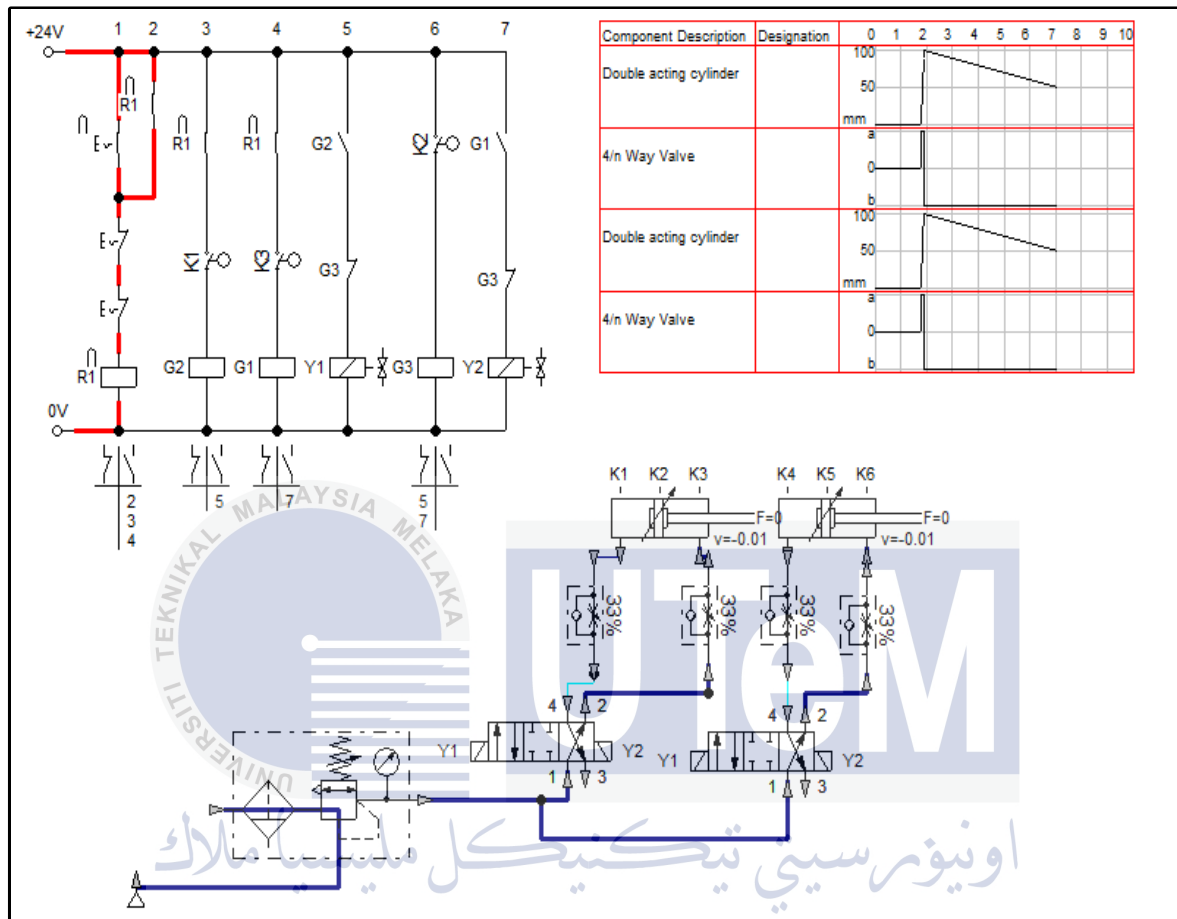 +24V 1 2 3 4 5 6 7
R1
E
R1 R1 G2 K2 G1
E
K1 K3 G3 G3
E
R1 G2 G1 Y1 G3 Y2
0V
2 5 7 5
3 7
4
Component Description Designation 0 1 2 3 4 5 6 7 8 9 10
100
Double acting cylinder
50
mm
a
4/n Way Valve 0
b
100
Double acting cylinder
50
mm
a
4/n Way Valve 0
b
K1 K2 K3 K4 K5 K6
F=0 F=0
v=-0.01 v=-0.01
33% 33% 33% 33%
4 2 4 2
Y1 Y2 Y1 Y2
1 3 1 3
UNIVERSITI TEKNIKAL MALAYSIA MELAKA
UTeM
اونيۏرسيتي تيكنيكل مليسيا ملاك